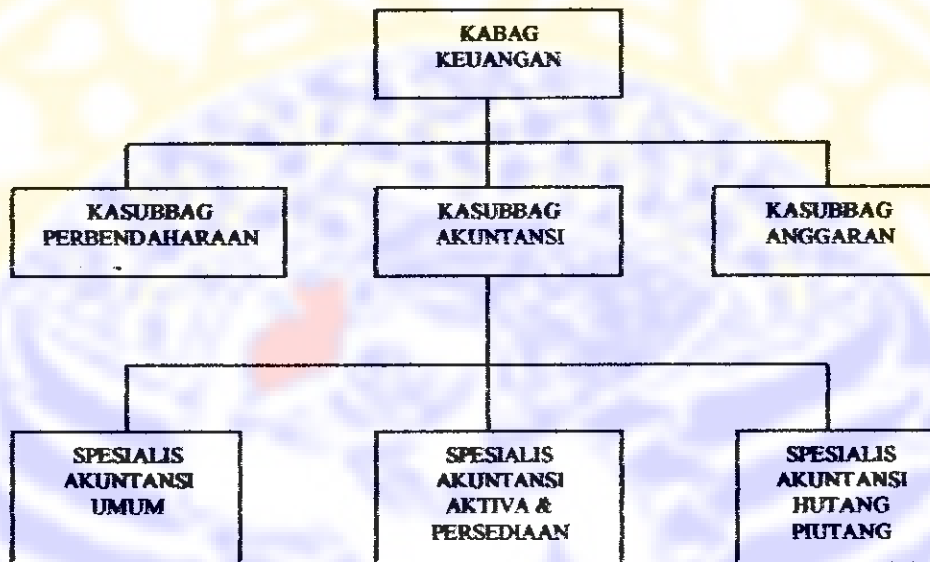 KABAG
KEUANGAN
KASUBBAG
PERBENDAHARAAN
KASUBBAG
AKUNTANSI
KASUBBAG
ANGGARAN
SPESIALIS
AKUNTANSI
UMUM
SPESIALIS
AKUNTANSI
AKTIVA &
PERSEDIAAN
SPESIALIS
AKUNTANSI
HUTANG
PIUTANG